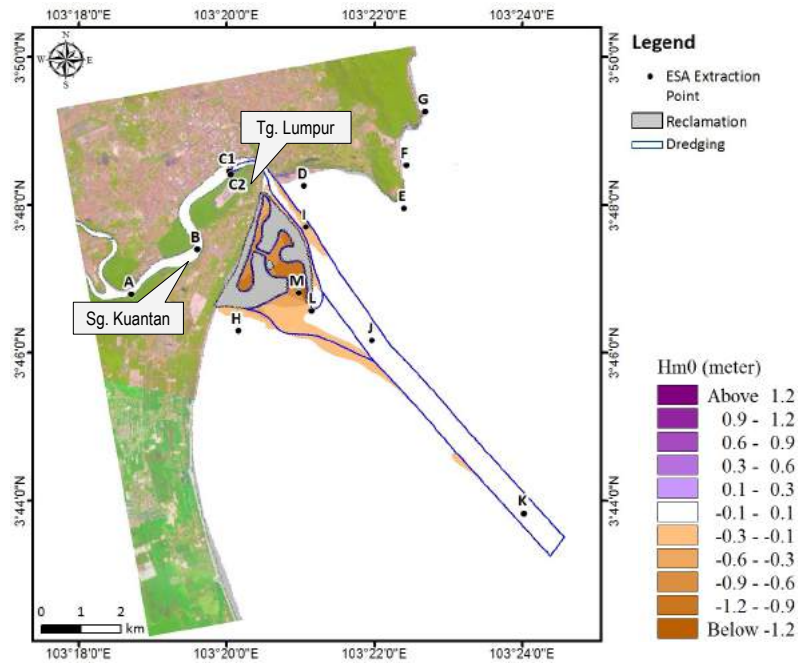 103°18'0"E 103°20'0"E 103°22'0"E 103°24'0"E
3°50'0"N
3°48'0"N
3°46'0"N
3°44'0"N
3°50'0"N
3°48'0"N
3°46'0"N
3°44'0"N
N
W E
S
Tg. Lumpur
Sg. Kuantan
G
F
E
D
C1
C2
I
B
A
M
L
H
J
K
0 1 2
km
103°18'0"E 103°20'0"E 103°22'0"E 103°24'0"E
Legend
ESA Extraction
Point
Reclamation
Dredging
Hm0 (meter)
Above 1.2
0.9 - 1.2
0.6 - 0.9
0.3 - 0.6
0.1 - 0.3
-0.1 - 0.1
-0.3 - -0.1
-0.6 - -0.3
-0.9 - -0.6
-1.2 - -0.9
Below -1.2